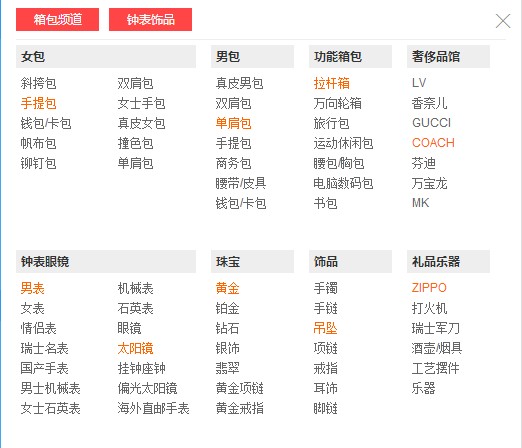 箱包频道 钟表饰品
女包
斜挎包 双肩包
手提包 女士手包
钱包/卡包 真皮女包
帆布包 撞色包
铆钉包 单肩包
男包
真皮男包
双肩包
单肩包
手提包
商务包
腰带/皮具
钱包/卡包
功能箱包
拉杆箱
万向轮箱
旅行包
运动休闲包
腰包/胸包
电脑数码包
书包
奢侈品馆
LV
香奈儿
GUCCI
COACH
芬迪
万宝龙
MK
钟表眼镜
男表 机械表
女表 石英表
情侣表 眼镜
瑞士名表 太阳镜
国产手表 挂钟座钟
男士机械表 偏光太阳镜
女士石英表 海外直邮手表
珠宝
黄金
铂金
钻石
银饰
翡翠
黄金项链
黄金戒指
饰品
手镯
手链
吊坠
项链
戒指
耳饰
脚链
礼品乐器
ZIPPO
打火机
瑞士军刀
酒壶/烟具
工艺摆件
乐器